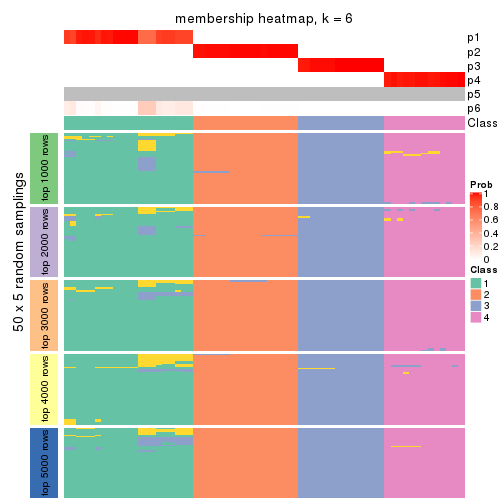 membership heatmap, k = 6
p1
p2
p3
p4
p5
p6
Class
50 x 5 random samplings
top 1000 rows
top 2000 rows
top 3000 rows
top 4000 rows
top 5000 rows
Prob
1
0.8
0.6
0.4
0.2
0
Class
1
2
3
4